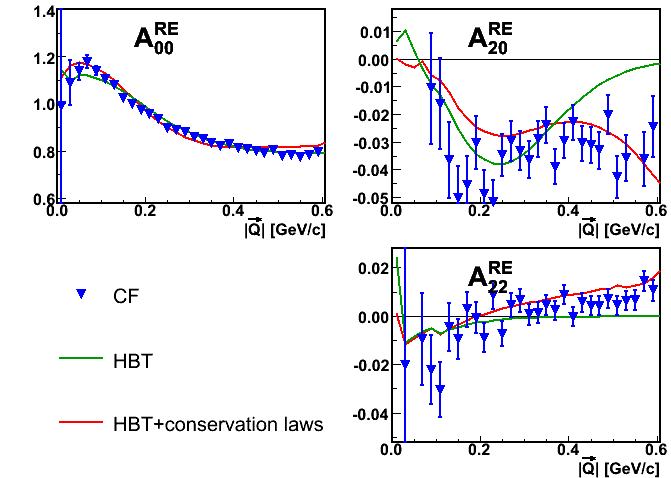 1.4
1.2
1.0
0.8
0.6
0.0 0.2 0.4 0.6
A00RE
|Q| [GeV/c]
0.01
-0.00
-0.01
-0.02
-0.03
-0.04
-0.05
0.0 0.2 0.4 0.6
A20RE
|Q| [GeV/c]
CF
HBT
HBT+conservation laws
0.02
0.00
-0.02
-0.04
0.0 0.2 0.4 0.6
A22RE
|Q| [GeV/c]